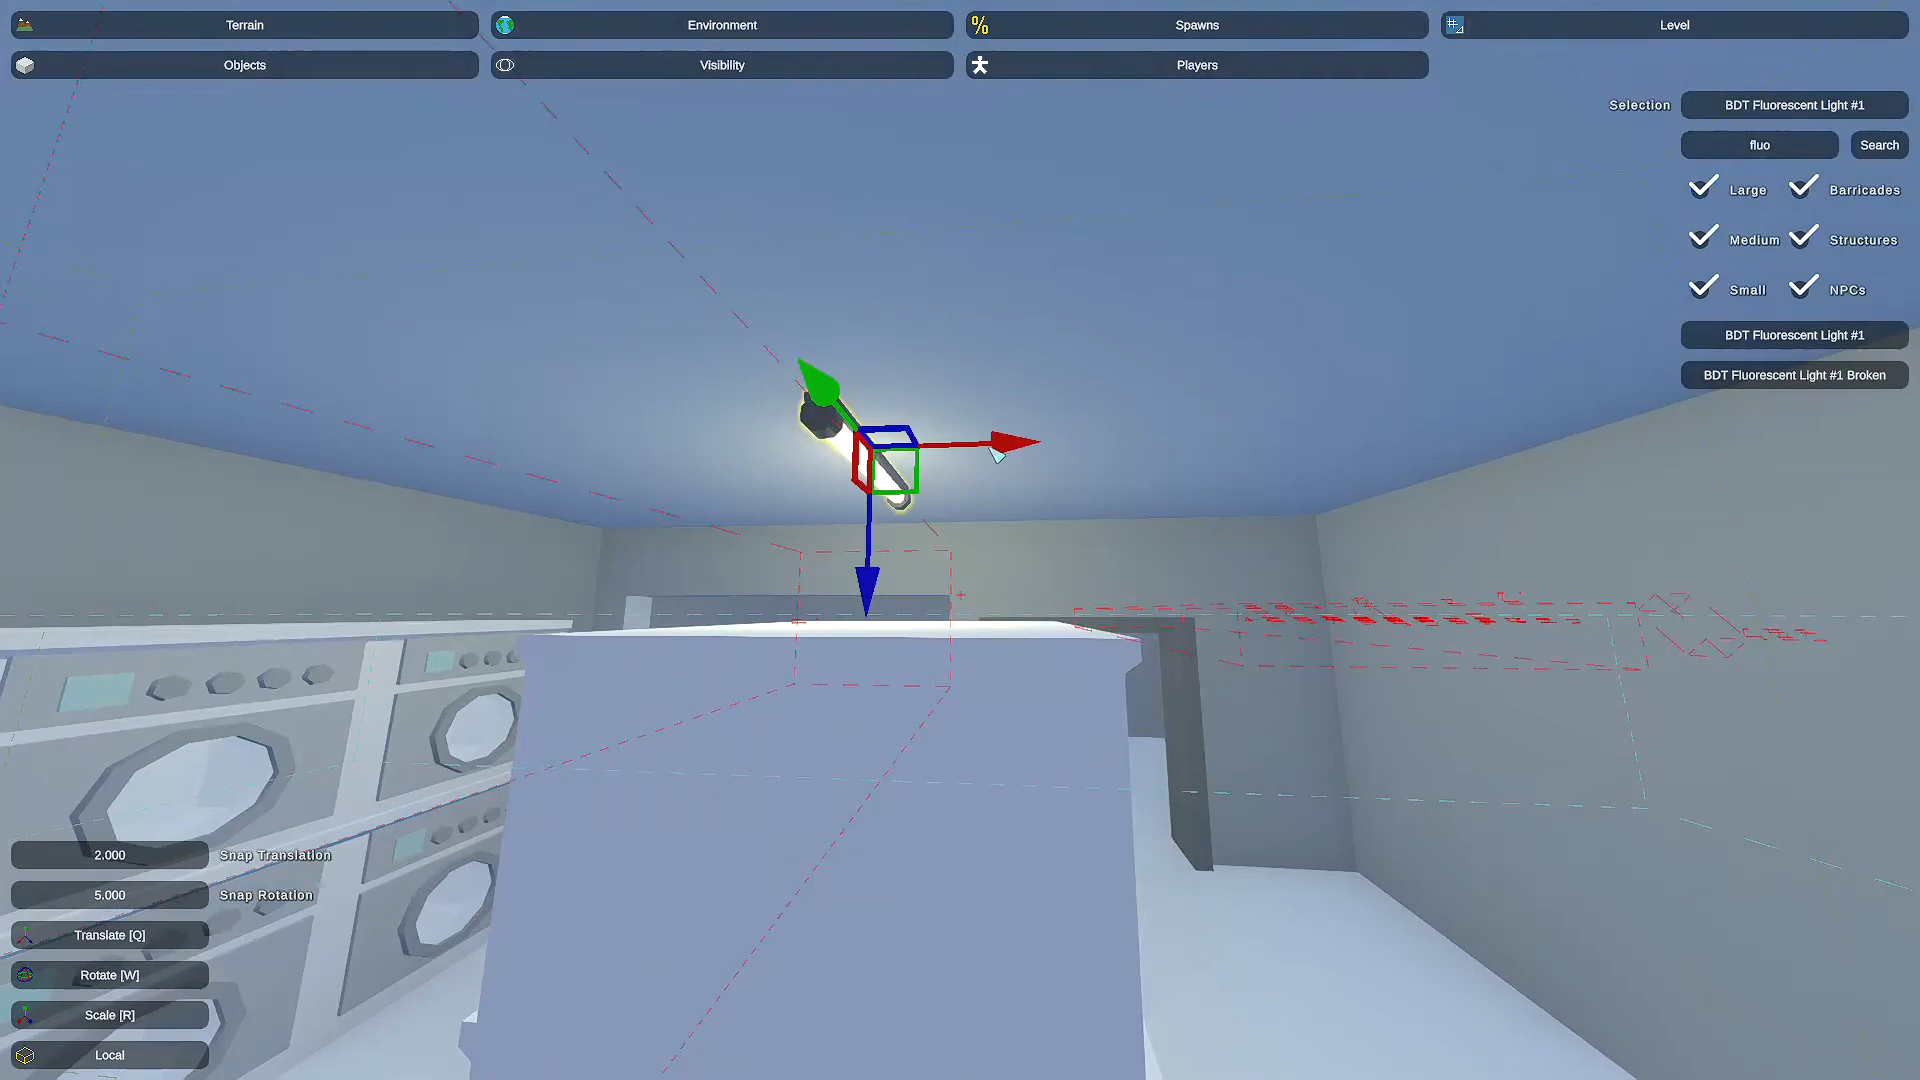 Terrain
Environment
Spawns
Level
Objects
Visibility
Players
Selection
BDT Fluorescent Light #1
fluo
Search
Large
Barricades
Medium
Structures
Small
NPCs
BDT Fluorescent Light #1
BDT Fluorescent Light #1 Broken
2.000
Snap Translation
5.000
Snap Rotation
Translate [Q]
Rotate [W]
Scale [R]
Local